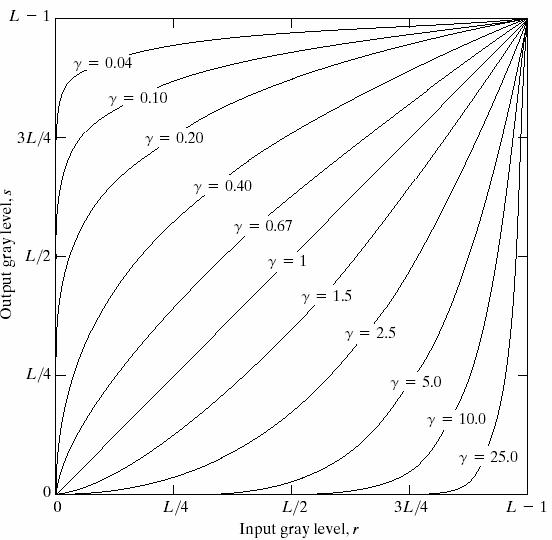 L − 1
γ = 0.04
γ = 0.10
3L/4
γ = 0.20
γ = 0.40
γ = 0.67
Output gray level, s
L/2
γ = 1
γ = 1.5
γ = 2.5
L/4
γ = 5.0
γ = 10.0
γ = 25.0
0
0
L/4
L/2
3L/4
L − 1
Input gray level, r